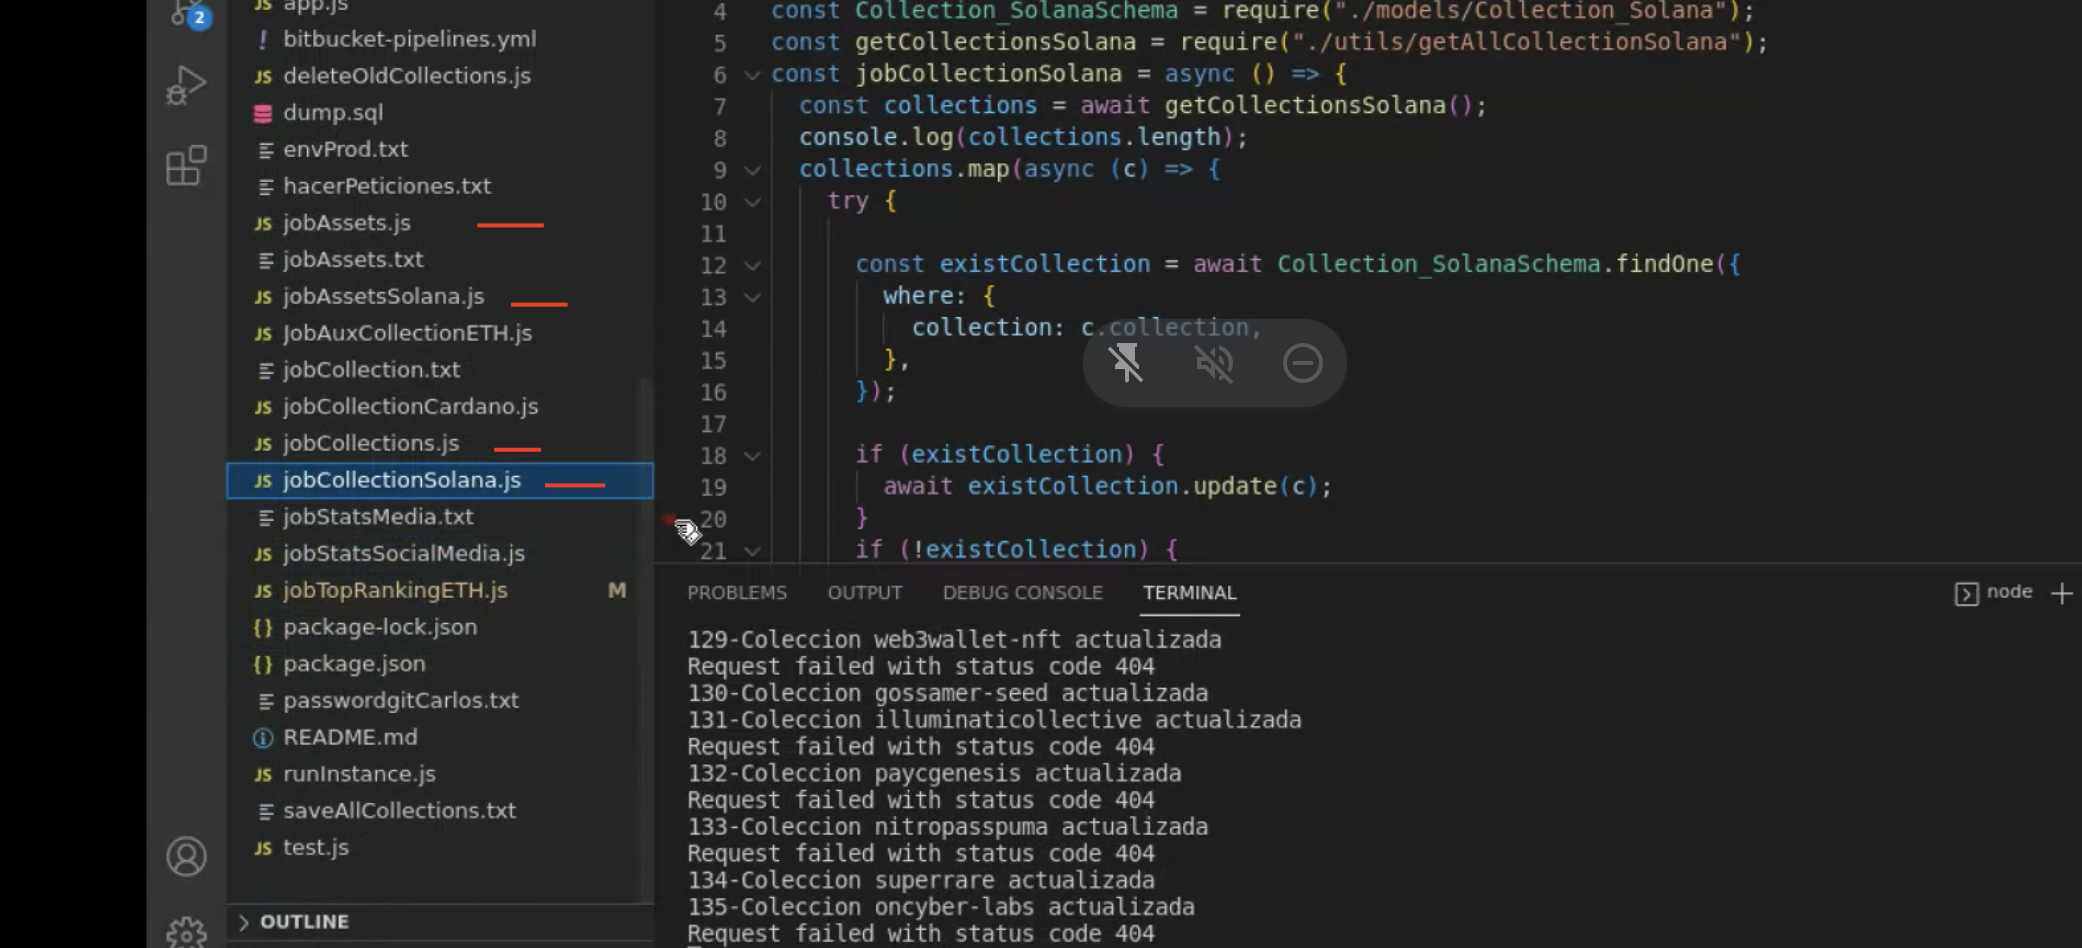 app.js
2
bitbucket-pipelines.yml
deleteOldCollections.js
dump.sql
envProd.txt
hacerPeticiones.txt
jobAssets.js
jobAssets.txt
jobAssetsSolana.js
JobAuxCollectionETH.js
jobCollection.txt
jobCollectionCardano.js
jobCollections.js
jobCollectionSolana.js
jobStatsMedia.txt
jobStatsSocialMedia.js
jobTopRankingETH.js M
package-lock.json
package.json
passwordgitCarlos.txt
README.md
runInstance.js
saveAllCollections.txt
test.js
OUTLINE
4 const Collection_SolanaSchema = require("./models/Collection_Solana");
5 const getCollectionsSolana = require("./utils/getAllCollectionSolana");
6 const jobCollectionSolana = async () => {
7 const collections = await getCollectionsSolana();
8 console.log(collections.length);
9 collections.map(async (c) => {
10 try {
11
12 const existCollection = await Collection_SolanaSchema.findOne({
13 where: {
14 collection: c.collection,
15 },
16 });
17
18 if (existCollection) {
19 await existCollection.update(c);
20 }
21 if (!existCollection) {
PROBLEMS OUTPUT DEBUG CONSOLE TERMINAL node
129-Coleccion web3wallet-nft actualizada
Request failed with status code 404
130-Coleccion gossamer-seed actualizada
131-Coleccion illuminaticollective actualizada
Request failed with status code 404
132-Coleccion paycgenesis actualizada
Request failed with status code 404
133-Coleccion nitropasspuma actualizada
Request failed with status code 404
134-Coleccion superrare actualizada
135-Coleccion oncyber-labs actualizada
Request failed with status code 404